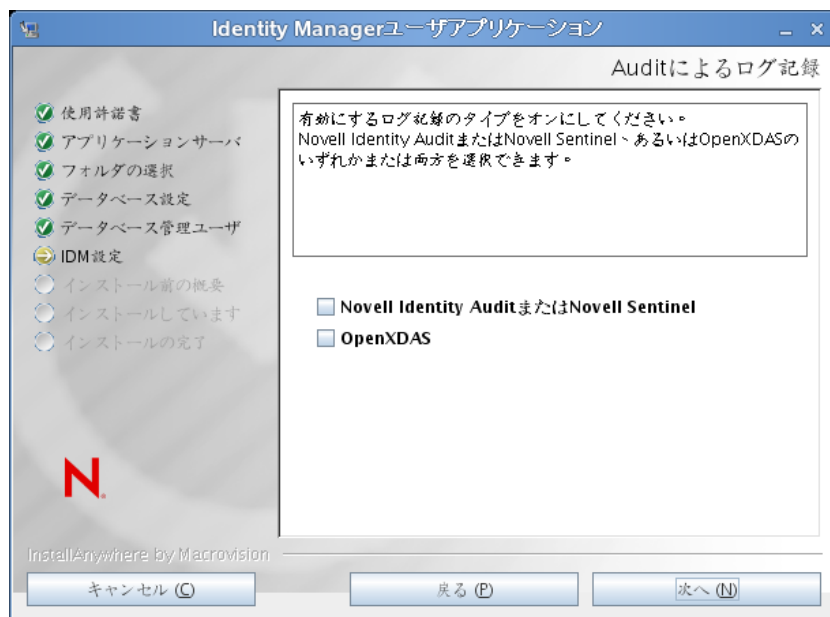 Identity Managerユーザアプリケーション
Auditによるログ記録
使用許諾書
アプリケーションサーバ
フォルダの選択
データベース設定
データベース管理ユーザ
IDM設定
インストール前の概要
インストールしています
インストールの完了
有効にするログ記録のタイプをオンにしてください。
Novell Identity AuditまたはNovell Sentinel、あるいはOpenXDASの
いずれかまたは両方を選択できます。
Novell Identity AuditまたはNovell Sentinel
OpenXDAS
N
InstallAnywhere by Macrovision
キャンセル (C)
戻る (P)
次へ (N)